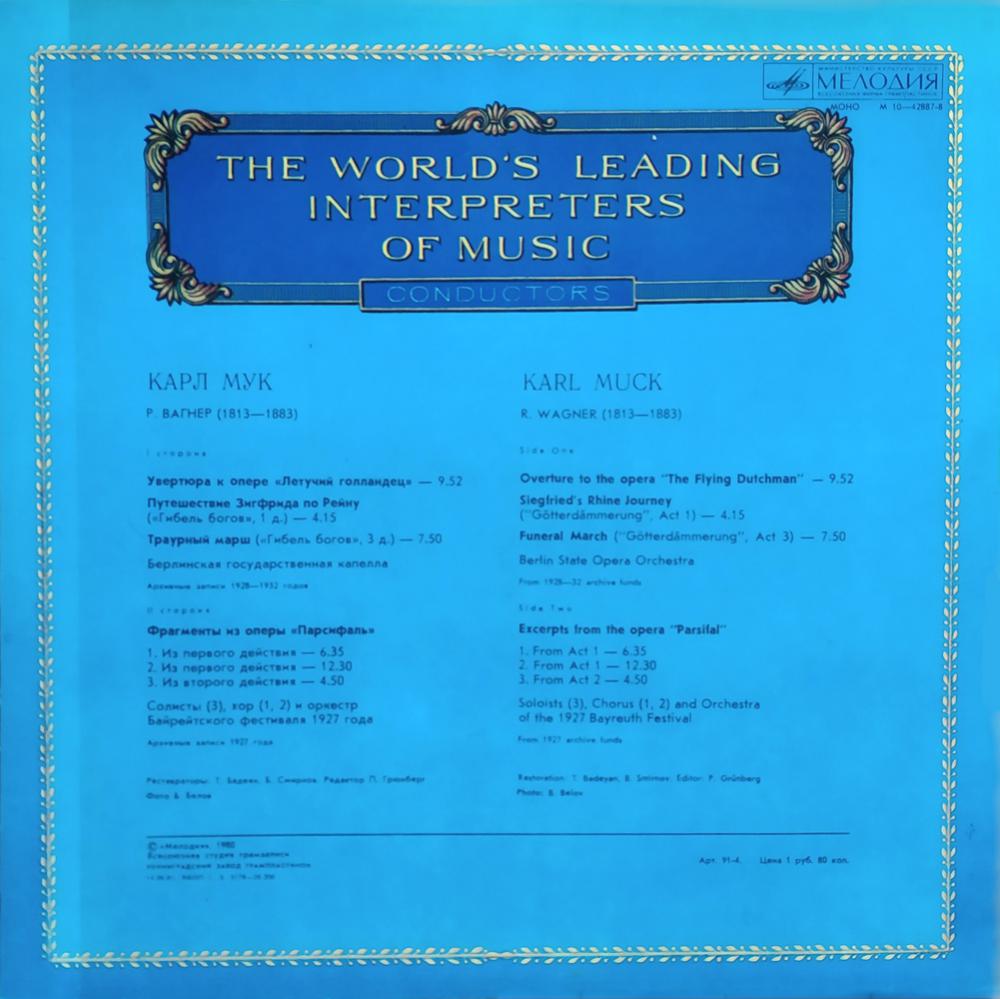 МИНИСТЕРСТВО КУЛЬТУРЫ СССР
МЕЛОДИЯ
ВСЕСОЮЗНАЯ ФИРМА ГРАМПЛАСТИНОК
МОНО М 10—42887-8
THE WORLD'S LEADING
INTERPRETERS
OF MUSIC
CONDUCTORS
КАРЛ МУК
Р. ВАГНЕР (1813—1883)
I сторона
Увертюра к опере «Летучий голландец» — 9.52
Путешествие Зигфрида по Рейну
(«Гибель богов», 1 д.) — 4.15
Траурный марш («Гибель богов», 3 д.) — 7.50
Берлинская государственная капелла
Архивные записи 1928—1932 годов
II сторона
Фрагменты из оперы «Парсифаль»
1. Из первого действия — 6.35
2. Из первого действия — 12.30
3. Из второго действия — 4.50
Солисты (3), хор (1, 2) и оркестр
Байрейтского фестиваля 1927 года
Архивные записи 1927 года
Реставраторы: Т. Бадеян, Б. Смирнов. Редактор П. Грюнберг
Фото Б. Белов
KARL MUCK
R. WAGNER (1813—1883)
Side One
Overture to the opera "The Flying Dutchman" — 9.52
Siegfried's Rhine Journey
("Götterdämmerung", Act 1) — 4.15
Funeral March ("Götterdämmerung", Act 3) — 7.50
Berlin State Opera Orchestra
From 1928—32 archive funds
Side Two
Excerpts from the opera "Parsifal"
1. From Act 1 — 6.35
2. From Act 1 — 12.30
3. From Act 2 — 4.50
Soloists (3), Chorus (1, 2) and Orchestra
of the 1927 Bayreuth Festival
From 1927 archive funds
Restoration: T. Badeyan, B. Smirnov. Editor: P. Grünberg
Photo: B. Belov
© «Мелодия», 1980
Всесоюзная студия грамзаписи
ЛЕНИНГРАДСКИЙ ЗАВОД ГРАМПЛАСТИНОК
Арт. 91-4. Цена 1 руб. 80 коп.